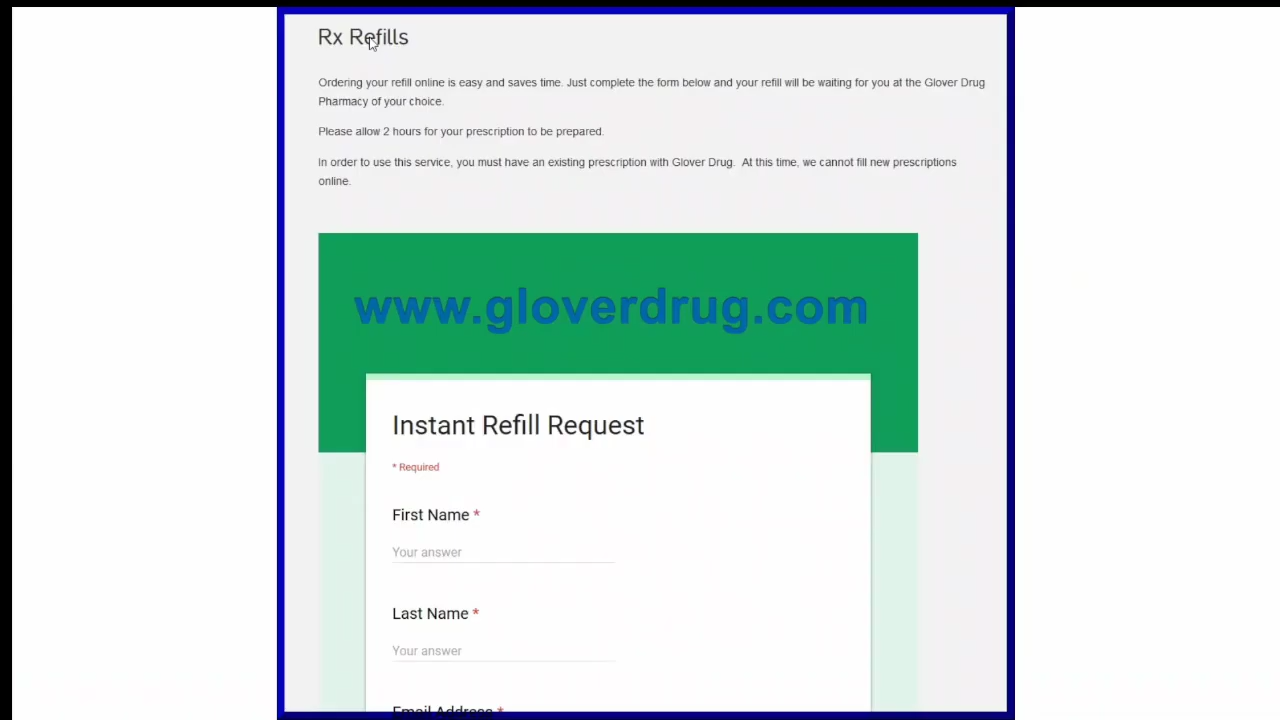 Rx Refills
Ordering your refill online is easy and saves time. Just complete the form below and your refill will be waiting for you at the Glover Drug
Pharmacy of your choice.
Please allow 2 hours for your prescription to be prepared.
In order to use this service, you must have an existing prescription with Glover Drug.  At this time, we cannot fill new prescriptions
online.
www.gloverdrug.com
Instant Refill Request
* Required
First Name *
Your answer
Last Name *
Your answer
Email Address *